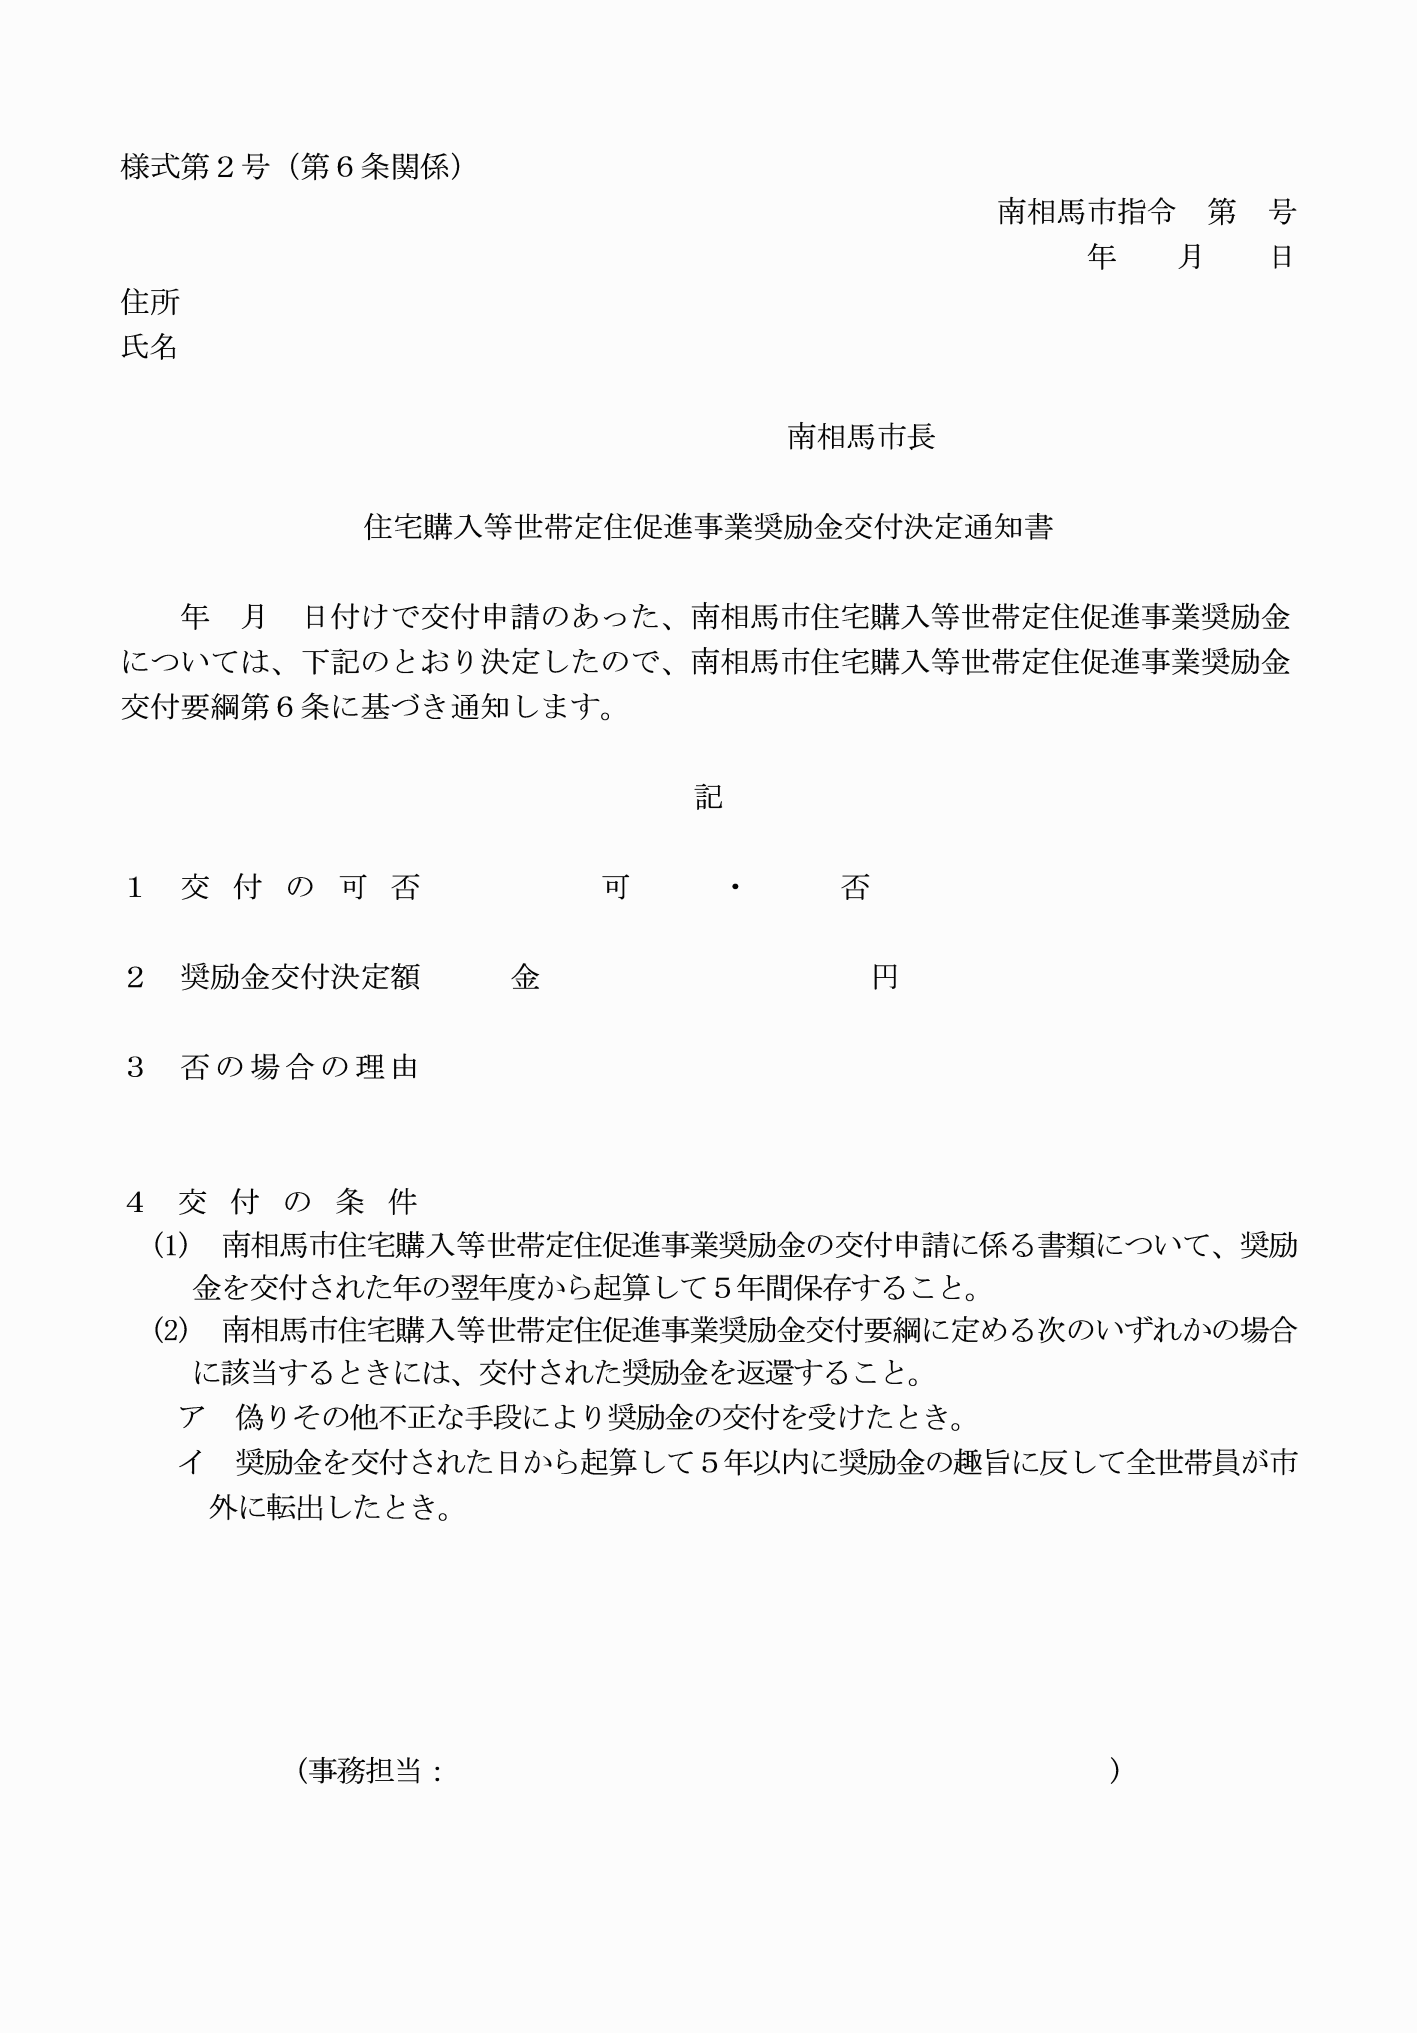 様式第２号（第６条関係）
南相馬市指令　第　号
年　　月　　日
住所
氏名
南相馬市長
住宅購入等世帯定住促進事業奨励金交付決定通知書
　　年　月　日付けで交付申請のあった、南相馬市住宅購入等世帯定住促進事業奨励金
については、下記のとおり決定したので、南相馬市住宅購入等世帯定住促進事業奨励金
交付要綱第６条に基づき通知します。
記
１　交付の可否　　　　　　可　　　・　　　否
２　奨励金交付決定額　　　金　　　　　　　　　　　円
３　否の場合の理由
４　交付の条件
(1)　南相馬市住宅購入等世帯定住促進事業奨励金の交付申請に係る書類について、奨励
金を交付された年の翌年度から起算して５年間保存すること。
(2)　南相馬市住宅購入等世帯定住促進事業奨励金交付要綱に定める次のいずれかの場合
に該当するときには、交付された奨励金を返還すること。
ア　偽りその他不正な手段により奨励金の交付を受けたとき。
イ　奨励金を交付された日から起算して５年以内に奨励金の趣旨に反して全世帯員が市
外に転出したとき。
（事務担当：　　　　　　　　　　　　　　　　　　　　　　　）